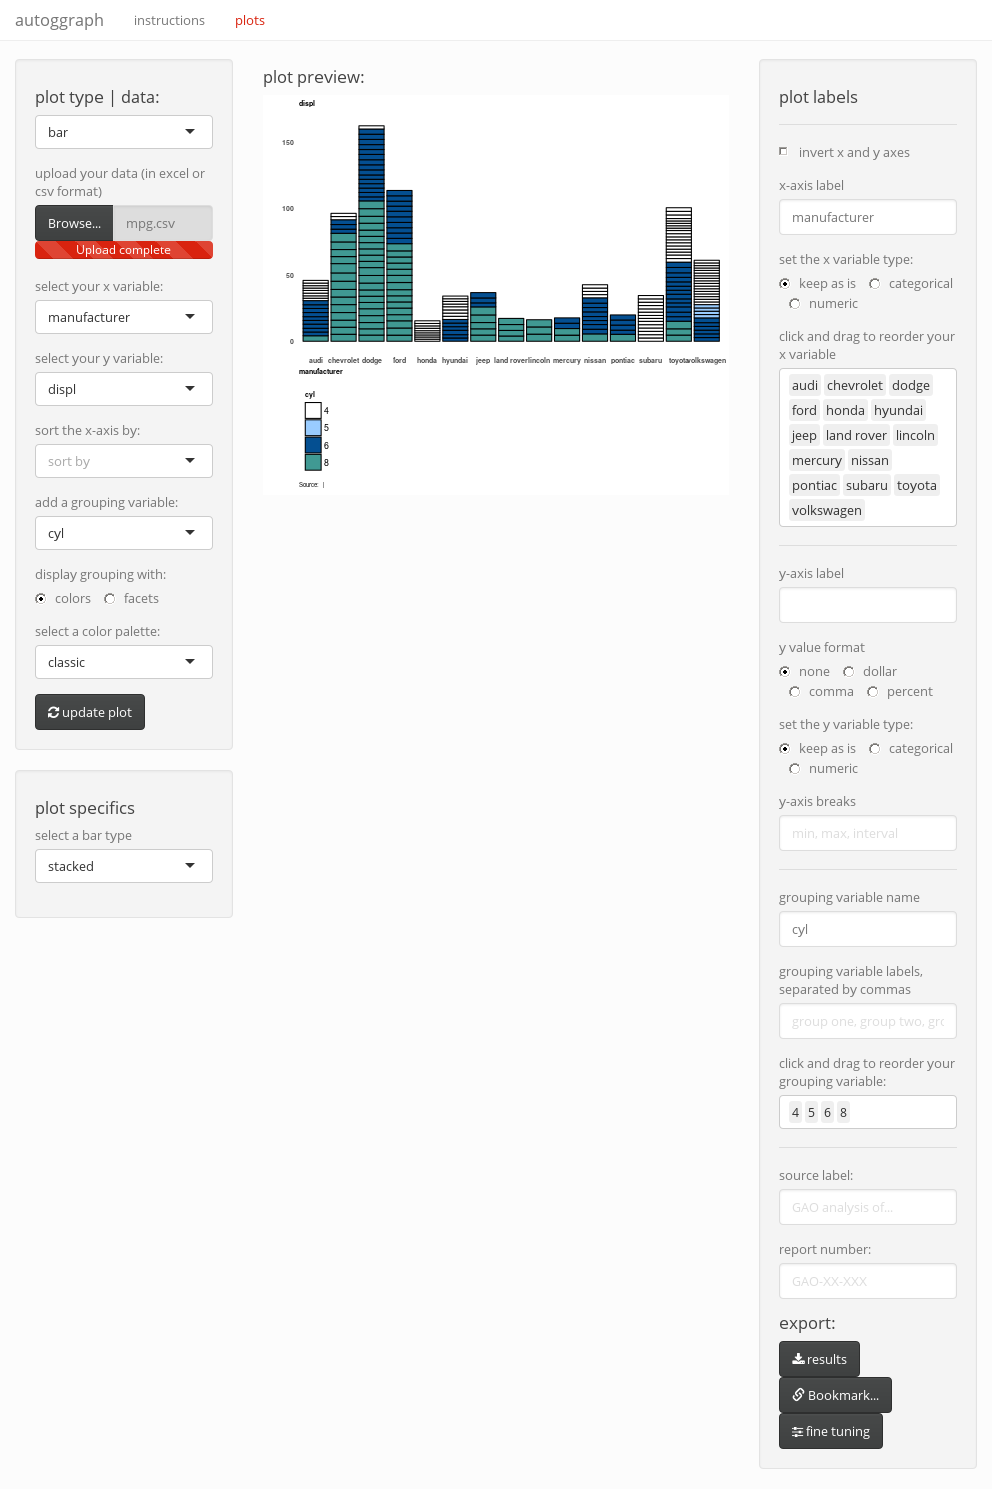 autoggraph instructions plots
plot type | data:
bar
upload your data (in excel or
csv format)
Browse... mpg.csv
Upload complete
select your x variable:
manufacturer
select your y variable:
displ
sort the x-axis by:
sort by
add a grouping variable:
cyl
display grouping with:
colors facets
select a color palette:
classic
update plot
plot specifics
select a bar type
stacked
plot preview:
displ
150
100
50
0
audi chevrolet dodge ford honda hyundai jeep land rover lincoln mercury nissan pontiac subaru toyota volkswagen
manufacturer
cyl
4
5
6
8
Source: |
plot labels
invert x and y axes
x-axis label
manufacturer
set the x variable type:
keep as is categorical
numeric
click and drag to reorder your
x variable
audi chevrolet dodge
ford honda hyundai
jeep land rover lincoln
mercury nissan
pontiac subaru toyota
volkswagen
y-axis label
y value format
none dollar
comma percent
set the y variable type:
keep as is categorical
numeric
y-axis breaks
min, max, interval
grouping variable name
cyl
grouping variable labels,
separated by commas
group one, group two, gro
click and drag to reorder your
grouping variable:
4 5 6 8
source label:
GAO analysis of...
report number:
GAO-XX-XXX
export:
results
Bookmark...
fine tuning